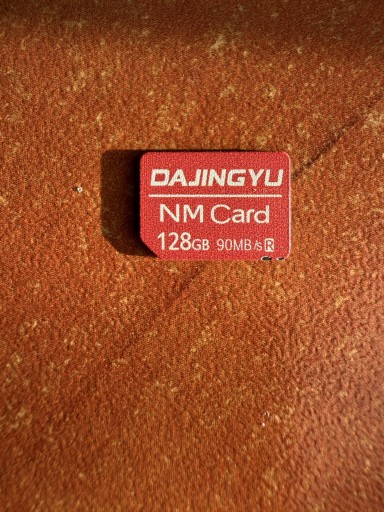 DAJINGYU
NM Card
128GB 90MB/s R